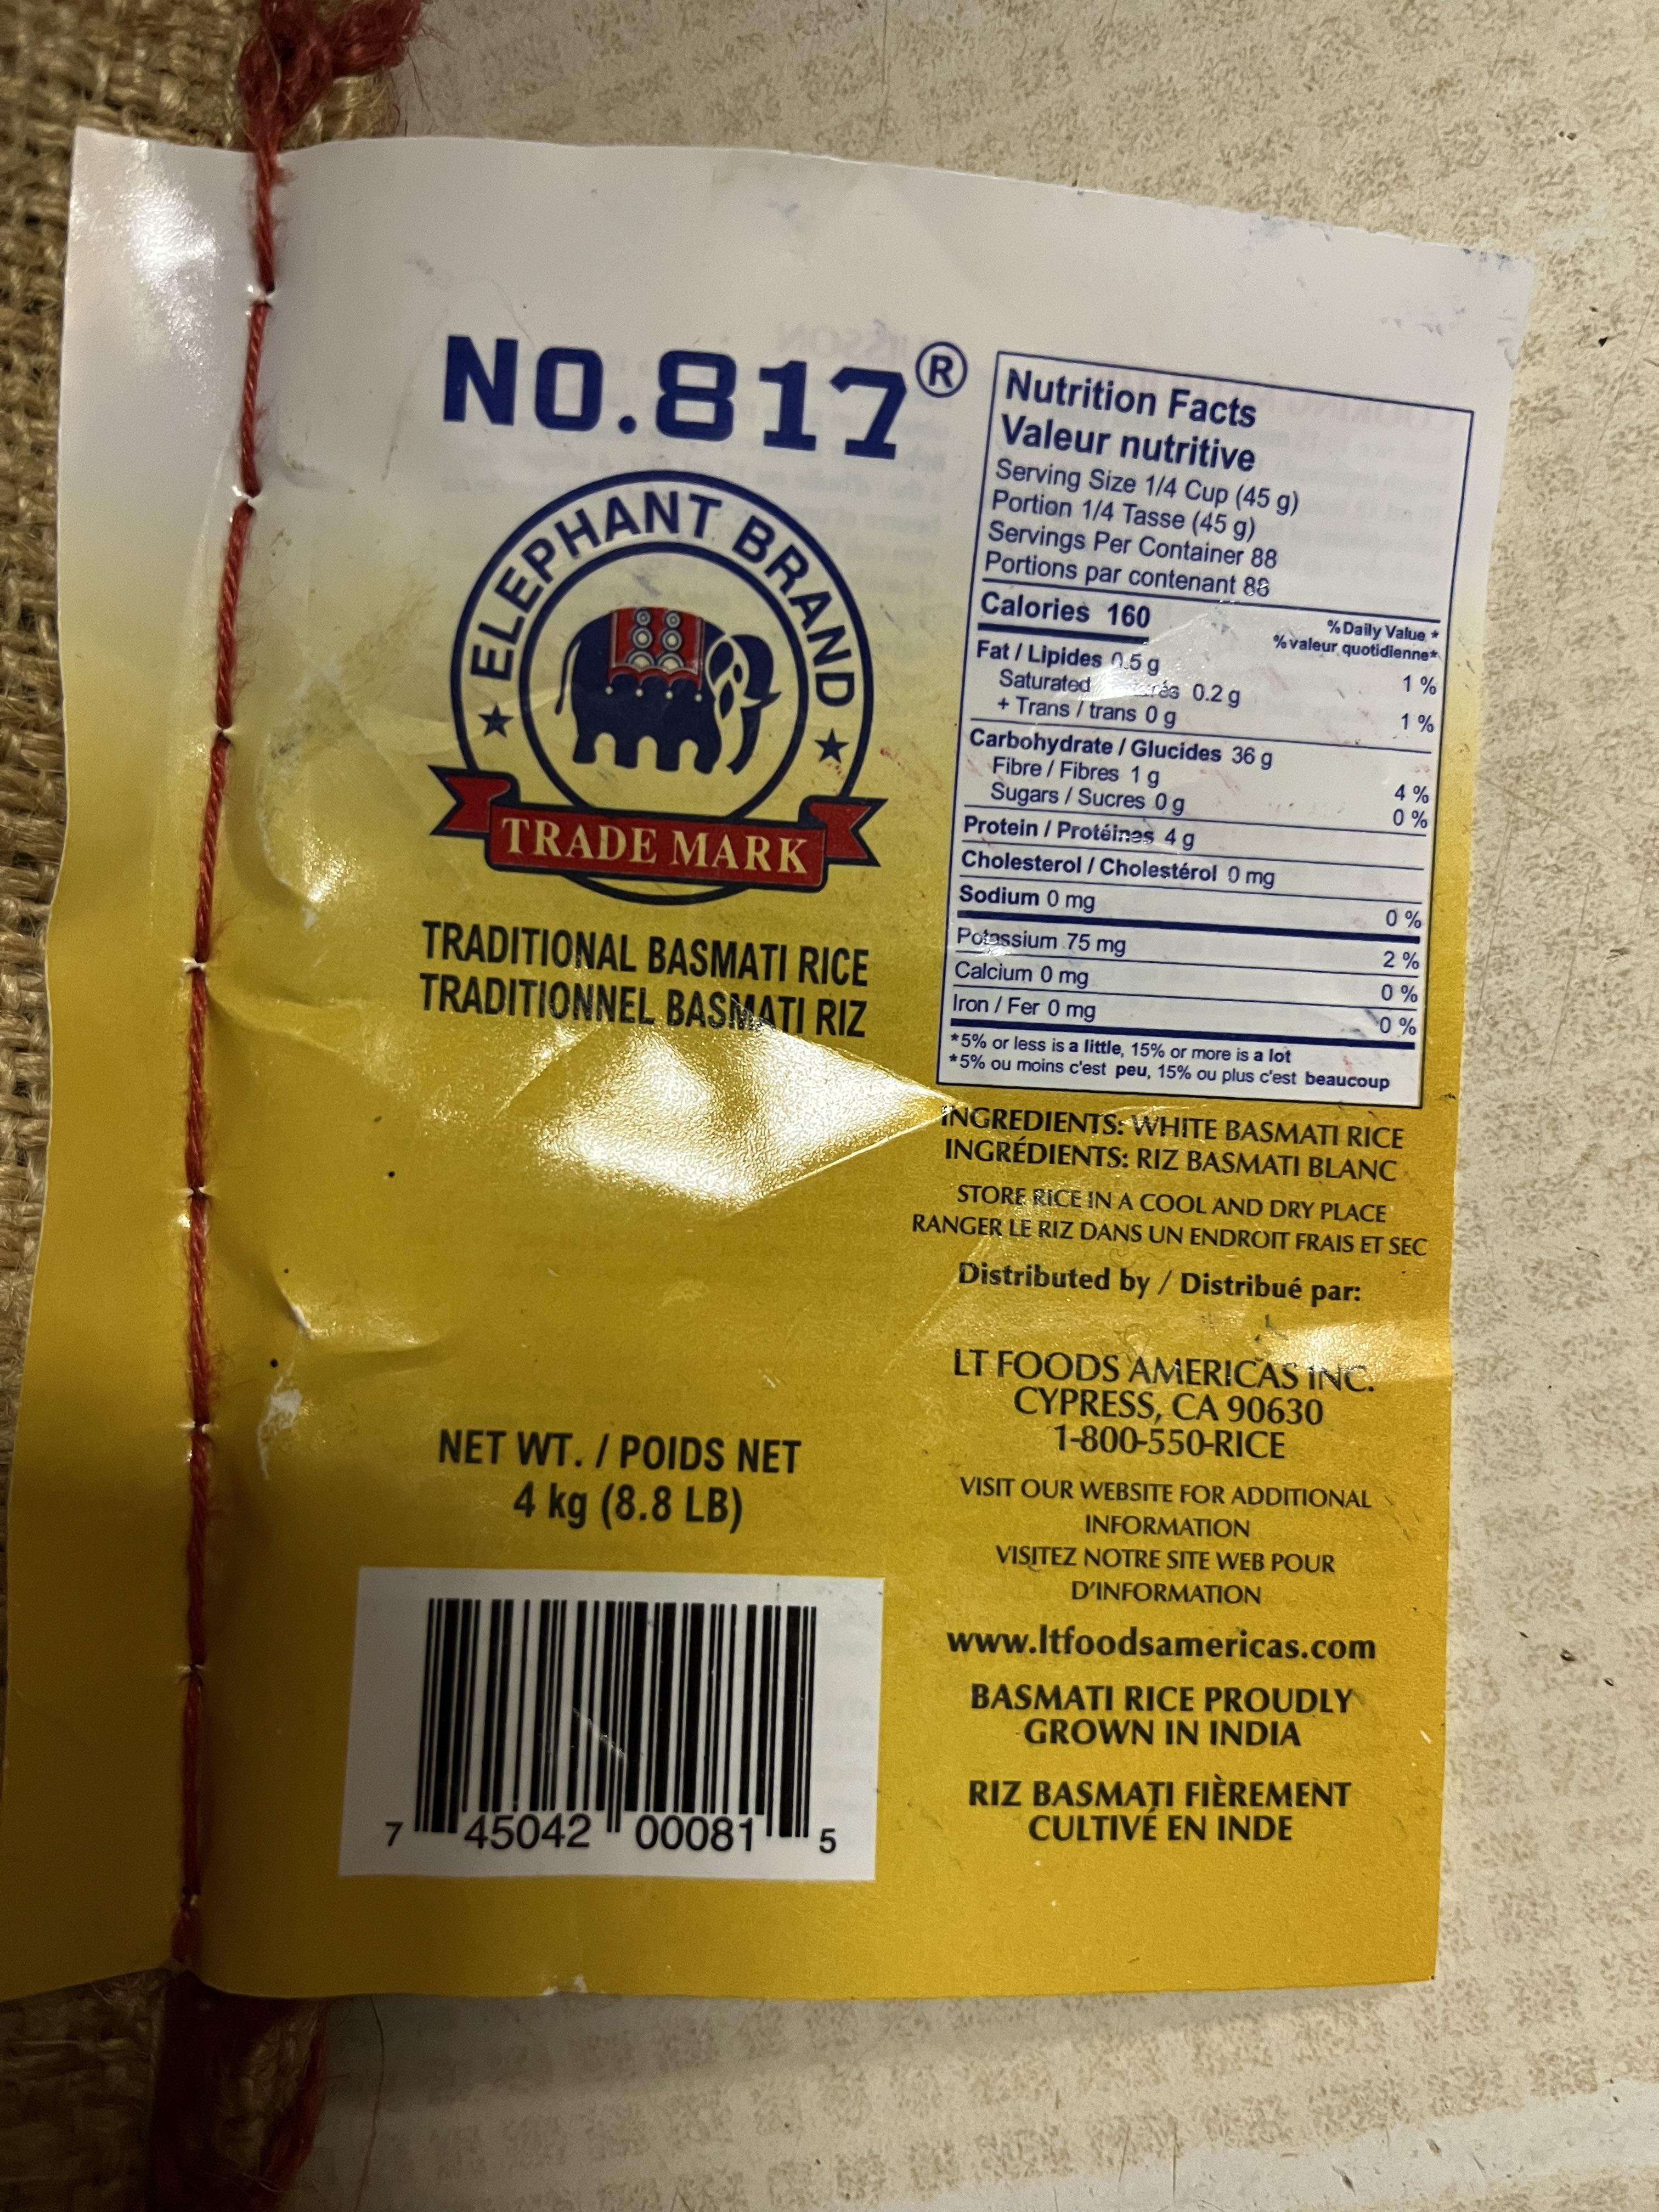 NO.817®
ELEPHANT BRAND
TRADE MARK
TRADITIONAL BASMATI RICE
TRADITIONNEL BASMATI RIZ
NET WT. / POIDS NET
4 kg (8.8 LB)
7 45042 00081 5
Nutrition Facts
Valeur nutritive
Serving Size 1/4 Cup (45 g)
Portion 1/4 Tasse (45 g)
Servings Per Container 88
Portions par contenant 88
Calories 160
% Daily Value *
% valeur quotidienne*
Fat / Lipides 0.5 g 1 %
Saturated 0.2 g
+ Trans / trans 0 g 1 %
Carbohydrate / Glucides 36 g
Fibre / Fibres 1 g 4 %
Sugars / Sucres 0 g 0 %
Protein / Protéines 4 g
Cholesterol / Cholestérol 0 mg
Sodium 0 mg 0 %
Potassium 75 mg 2 %
Calcium 0 mg 0 %
Iron / Fer 0 mg 0 %
*5% or less is a little, 15% or more is a lot
*5% ou moins c'est peu, 15% ou plus c'est beaucoup
INGREDIENTS: WHITE BASMATI RICE
INGRÉDIENTS: RIZ BASMATI BLANC
STORE RICE IN A COOL AND DRY PLACE
RANGER LE RIZ DANS UN ENDROIT FRAIS ET SEC
Distributed by / Distribué par:
LT FOODS AMERICAS INC.
CYPRESS, CA 90630
1-800-550-RICE
VISIT OUR WEBSITE FOR ADDITIONAL
INFORMATION
VISITEZ NOTRE SITE WEB POUR
D'INFORMATION
www.ltfoodsamericas.com
BASMATI RICE PROUDLY
GROWN IN INDIA
RIZ BASMATI FIÈREMENT
CULTIVÉ EN INDE